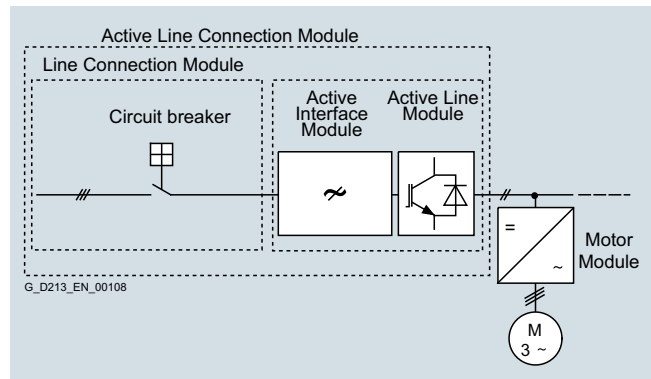 Active Line Connection Module
Line Connection Module
Circuit breaker
Active
Interface
Module
Active Line
Module
=
~
Motor
Module
M
3 ~
G_D213_EN_00108